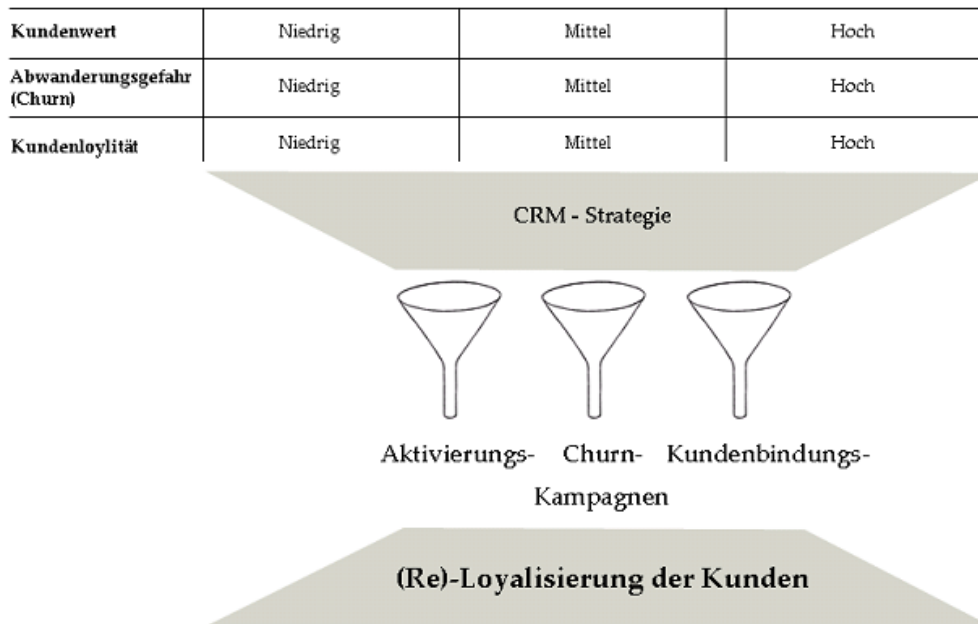 Kundenwert Niedrig Mittel Hoch
Abwanderungsgefahr
(Churn) Niedrig Mittel Hoch
Kundenloylität Niedrig Mittel Hoch
CRM - Strategie
Aktivierungs- Churn- Kundenbindungs-
Kampagnen
(Re)-Loyalisierung der Kunden